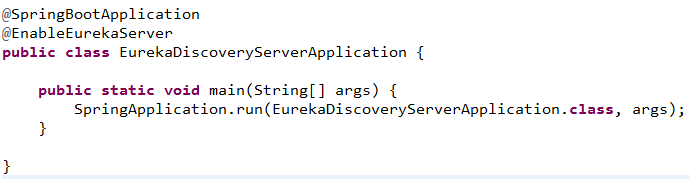 @SpringBootApplication
@EnableEurekaServer
public class EurekaDiscoveryServerApplication {
public static void main(String[] args) {
SpringApplication.run(EurekaDiscoveryServerApplication.class, args);
}
}